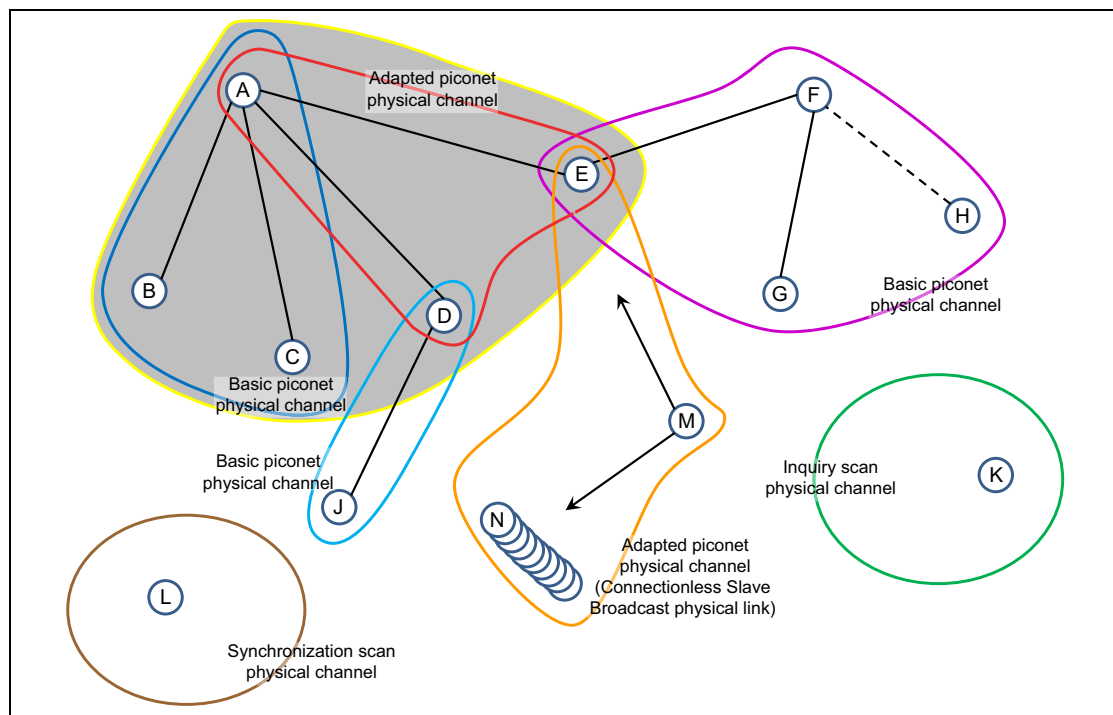 Adapted piconet
physical channel
A
F
E
H
B
G
D
Basic piconet
physical channel
C
Basic piconet
physical channel
M
Basic piconet
physical channel
Inquiry scan
physical channel
K
J
N
Adapted piconet
physical channel
(Connectionless Slave
Broadcast physical link)
L
Synchronization scan
physical channel